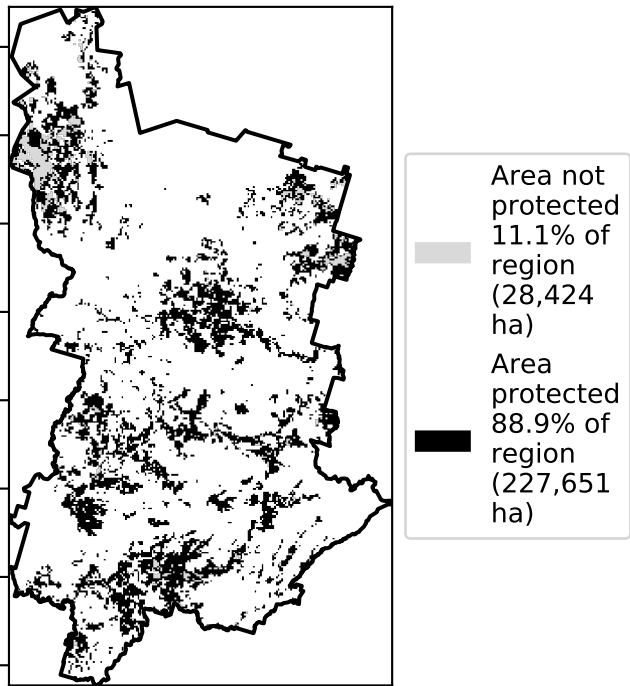 Area not
protected
11.1% of
region
(28,424
ha)
Area
protected
88.9% of
region
(227,651
ha)